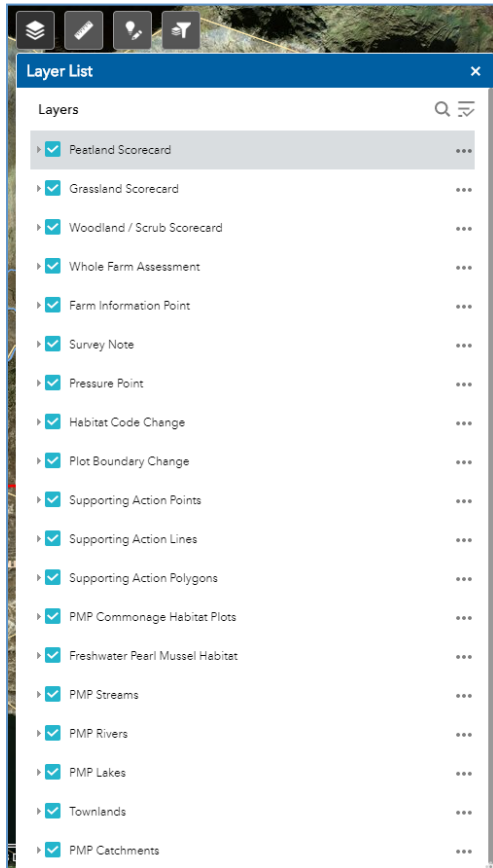 Layer List
Layers
Peatland Scorecard
Grassland Scorecard
Woodland / Scrub Scorecard
Whole Farm Assessment
Farm Information Point
Survey Note
Pressure Point
Habitat Code Change
Plot Boundary Change
Supporting Action Points
Supporting Action Lines
Supporting Action Polygons
PMP Commonage Habitat Plots
Freshwater Pearl Mussel Habitat
PMP Streams
PMP Rivers
PMP Lakes
Townlands
PMP Catchments